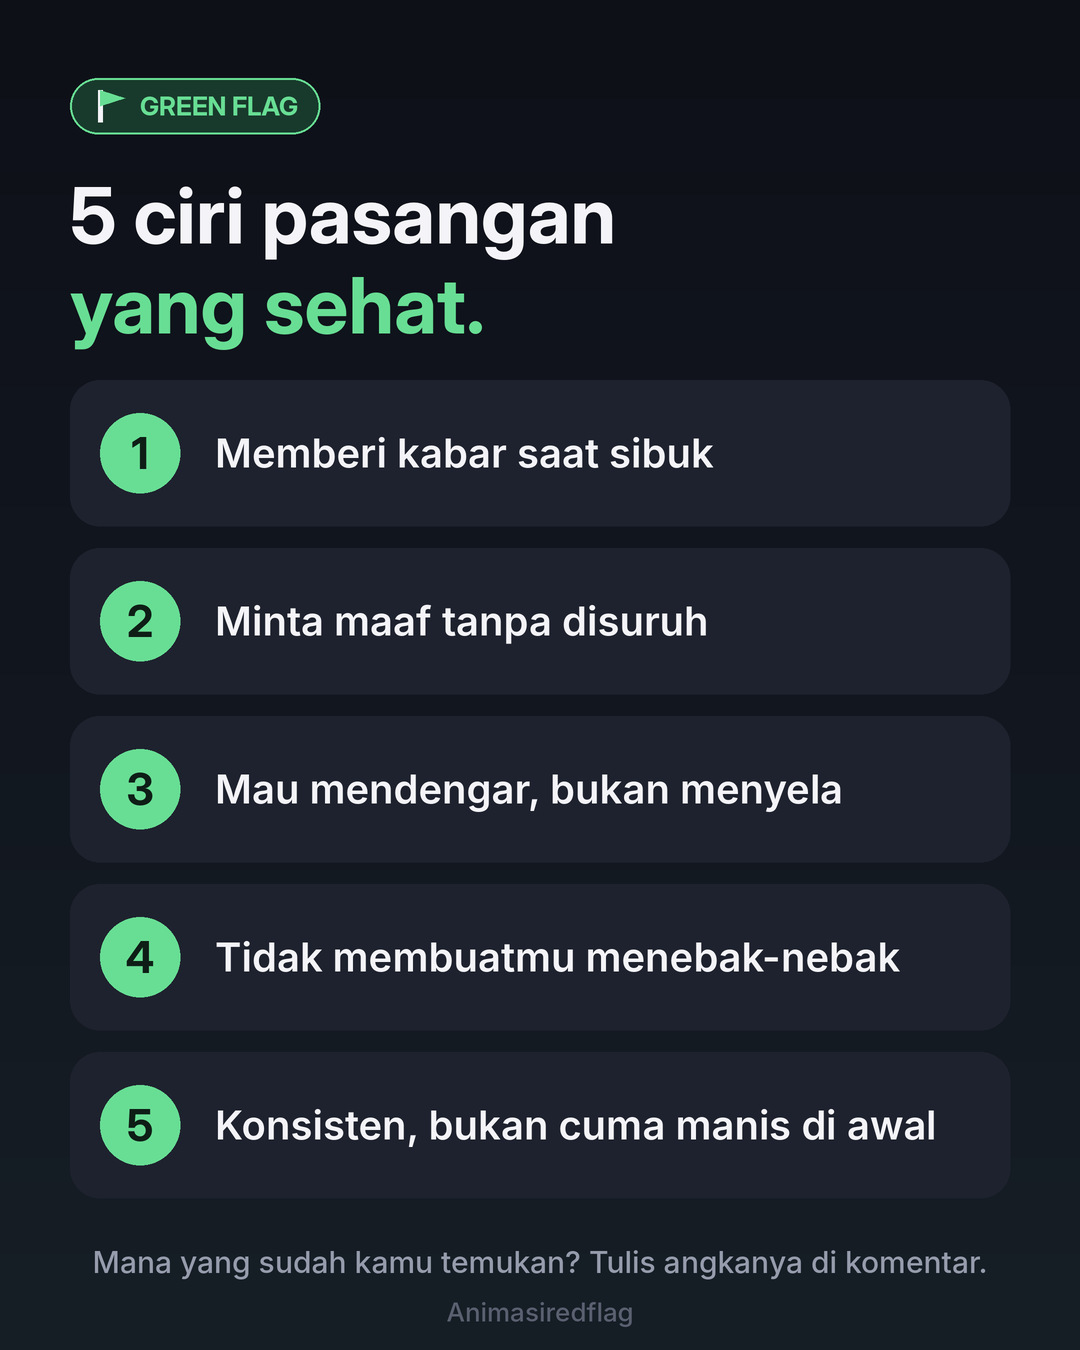 GREEN FLAG
5 ciri pasangan
yang sehat.
1 Memberi kabar saat sibuk
2 Minta maaf tanpa disuruh
3 Mau mendengar, bukan menyela
4 Tidak membuatmu menebak-nebak
5 Konsisten, bukan cuma manis di awal
Mana yang sudah kamu temukan? Tulis angkanya di komentar.
Animasiredflag